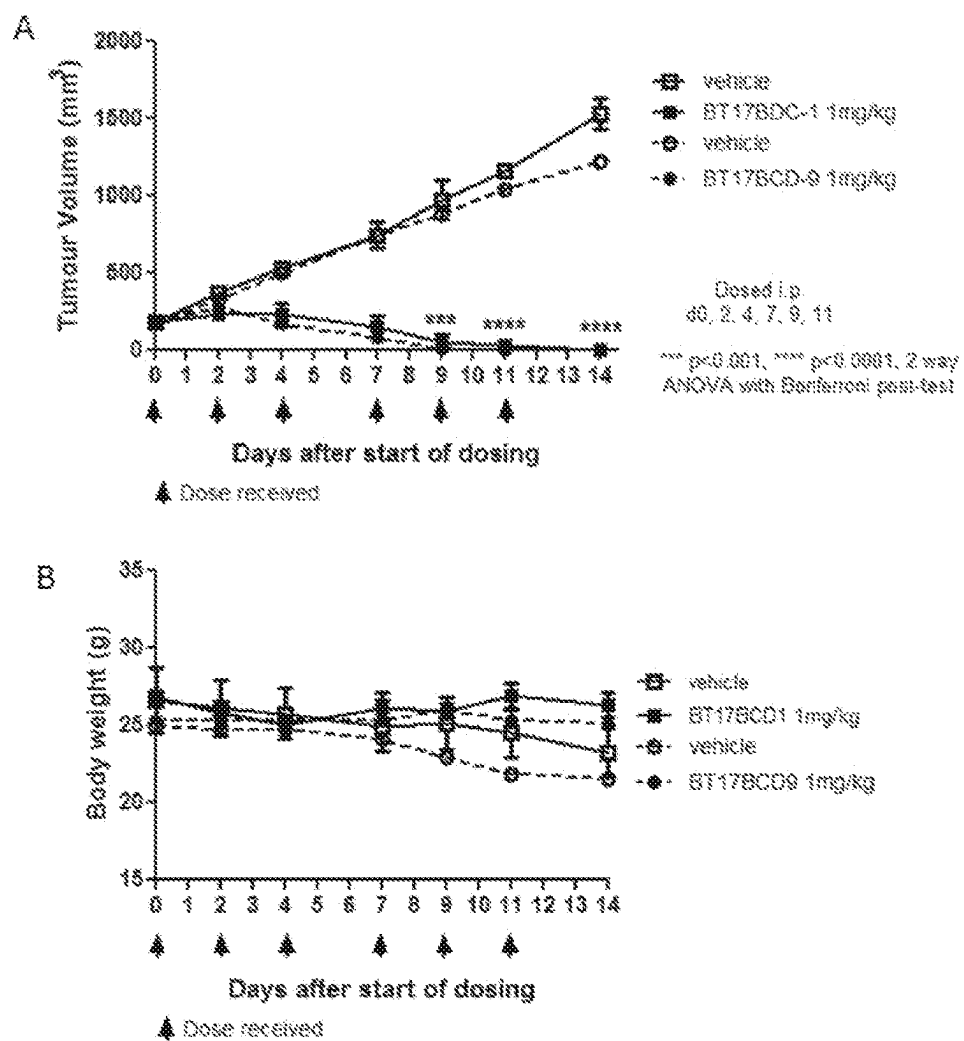 A
2000
1500
1000
500
0
Tumour Volume (mm³)
0 1 2 3 4 5 6 7 8 9 10 11 12 13 14
*** **** ****
Days after start of dosing
Dose received
vehicle
BT17BDC-1 1mg/kg
vehicle
BT17BCD-9 1mg/kg
Dosed i.p.
d0, 2, 4, 7, 9, 11
*** p<0.001, **** p<0.0001, 2 way
ANOVA with Bonferroni post-test
B
35
30
25
20
15
Body weight (g)
0 1 2 3 4 5 6 7 8 9 10 11 12 13 14
Days after start of dosing
Dose received
vehicle
BT17BCD1 1mg/kg
vehicle
BT17BCD9 1mg/kg